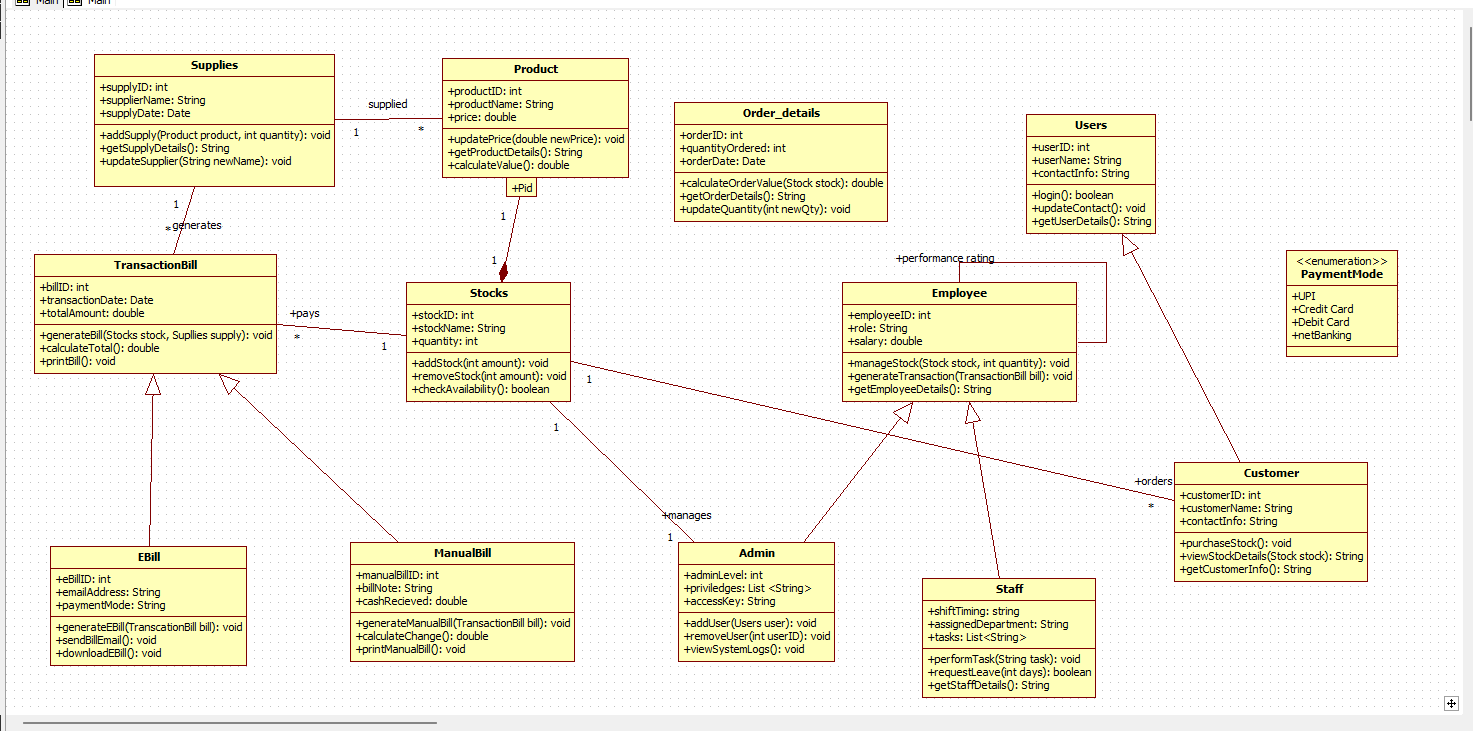 Main
Main
Supplies
+supplyID: int
+supplierName: String
+supplyDate: Date
+addSupply(Product product, int quantity): void
+getSupplyDetails(): String
+updateSupplier(String newName): void
supplied
1
*
Product
+productID: int
+productName: String
+price: double
+updatePrice(double newPrice): void
+getProductDetails(): String
+calculateValue(): double
+Pid
1
1
Order_details
+orderID: int
+quantityOrdered: int
+orderDate: Date
+calculateOrderValue(Stock stock): double
+getOrderDetails(): String
+updateQuantity(int newQty): void
Users
+userID: int
+userName: String
+contactInfo: String
+login(): boolean
+updateContact(): void
+getUserDetails(): String
1
*
generates
TransactionBill
+billID: int
+transactionDate: Date
+totalAmount: double
+generateBill(Stocks stock, Supllies supply): void
+calculateTotal(): double
+printBill(): void
+pays
*
1
Stocks
+stockID: int
+stockName: String
+quantity: int
+addStock(int amount): void
+removeStock(int amount): void
+checkAvailability(): boolean
+performance rating
Employee
+employeeID: int
+role: String
+salary: double
+manageStock(Stock stock, int quantity): void
+generateTransaction(TransactionBill bill): void
+getEmployeeDetails(): String
<<enumeration>>
PaymentMode
+UPI
+Credit Card
+Debit Card
+netBanking
1
+orders
*
1
+manages
1
Customer
+customerID: int
+customerName: String
+contactInfo: String
+purchaseStock(): void
+viewStockDetails(Stock stock): String
+getCustomerInfo(): String
EBill
+eBillID: int
+emailAddress: String
+paymentMode: String
+generateEBill(TranscationBill bill): void
+sendBillEmail(): void
+downloadEBill(): void
ManualBill
+manualBillID: int
+billNote: String
+cashRecieved: double
+generateManualBill(TransactionBill bill): void
+calculateChange(): double
+printManualBill(): void
Admin
+adminLevel: int
+priviledges: List <String>
+accessKey: String
+addUser(Users user): void
+removeUser(int userID): void
+viewSystemLogs(): void
Staff
+shiftTiming: string
+assignedDepartment: String
+tasks: List<String>
+performTask(String task): void
+requestLeave(int days): boolean
+getStaffDetails(): String